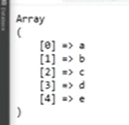 Array
(
[0] => a
[1] => b
[2] => c
[3] => d
[4] => e
)